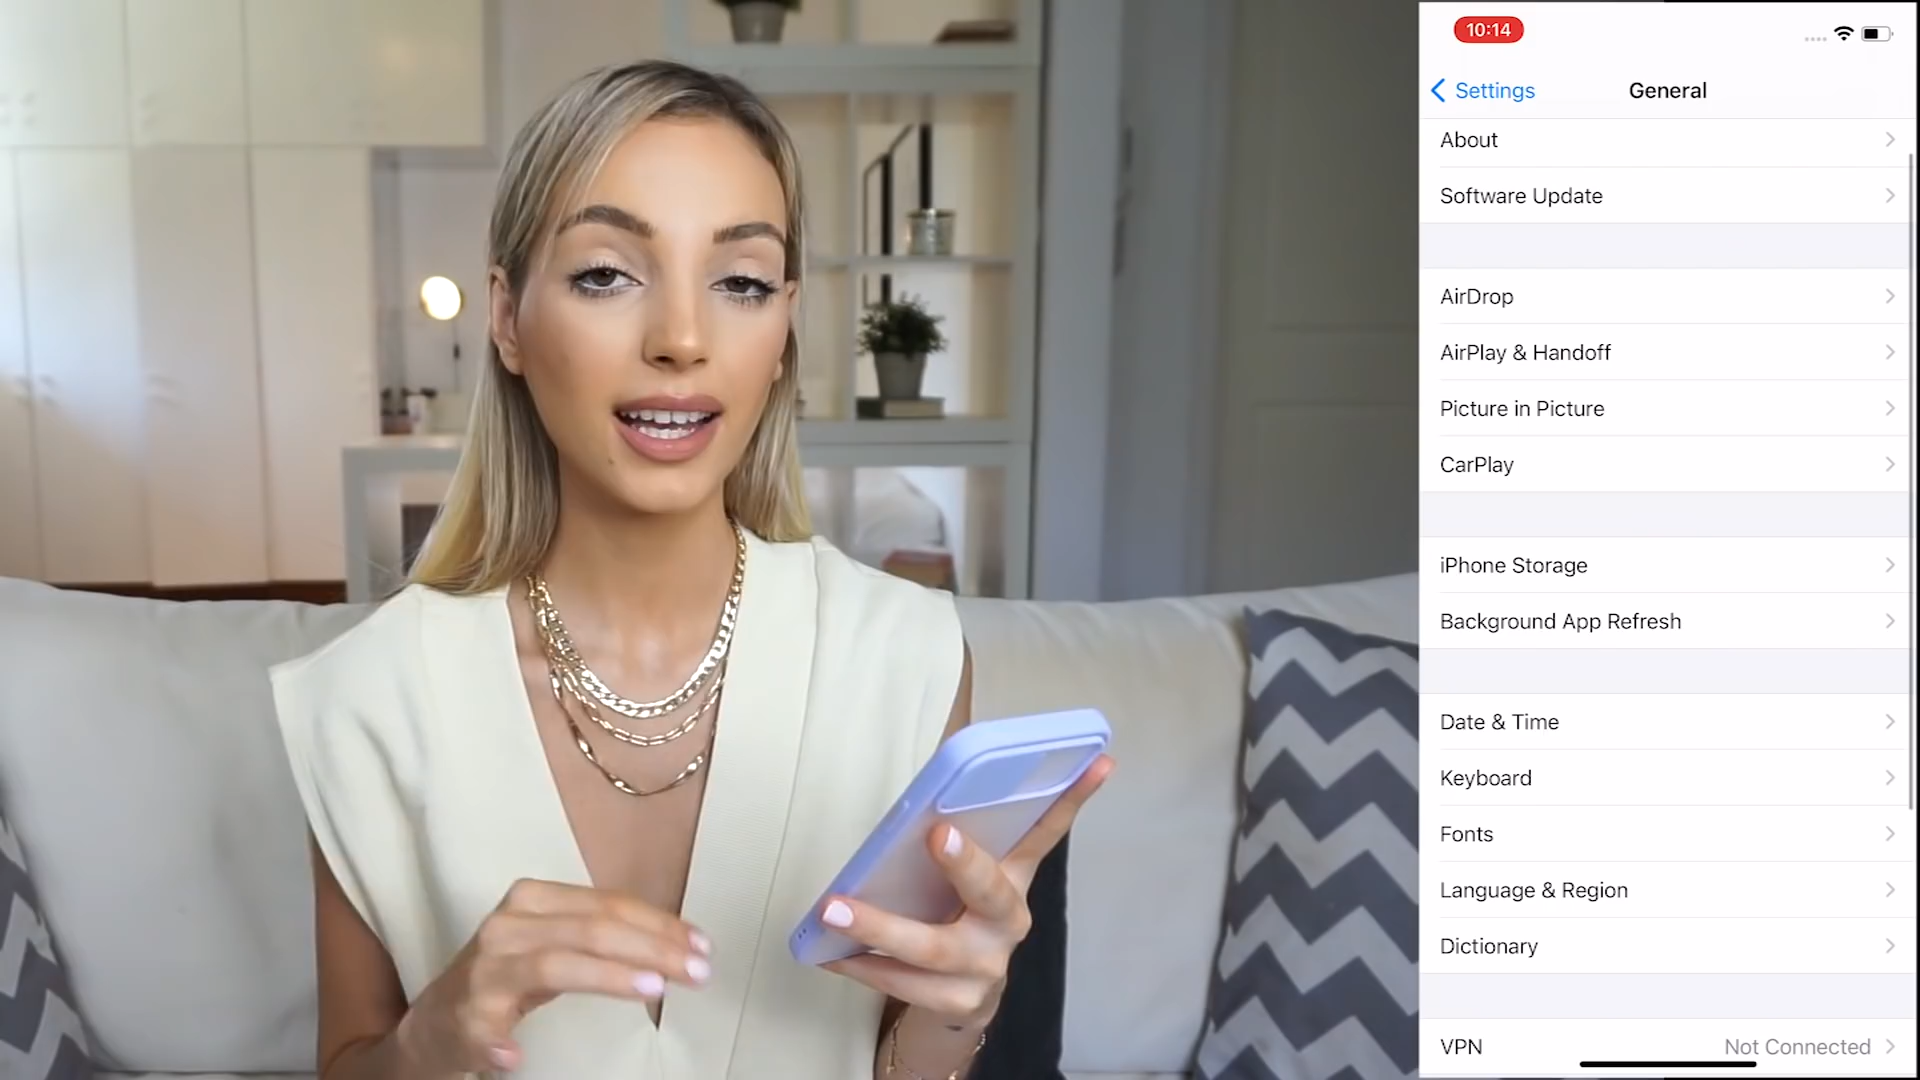 10:14
Settings
General
About
Software Update
AirDrop
AirPlay & Handoff
Picture in Picture
CarPlay
iPhone Storage
Background App Refresh
Date & Time
Keyboard
Fonts
Language & Region
Dictionary
VPN Not Connected